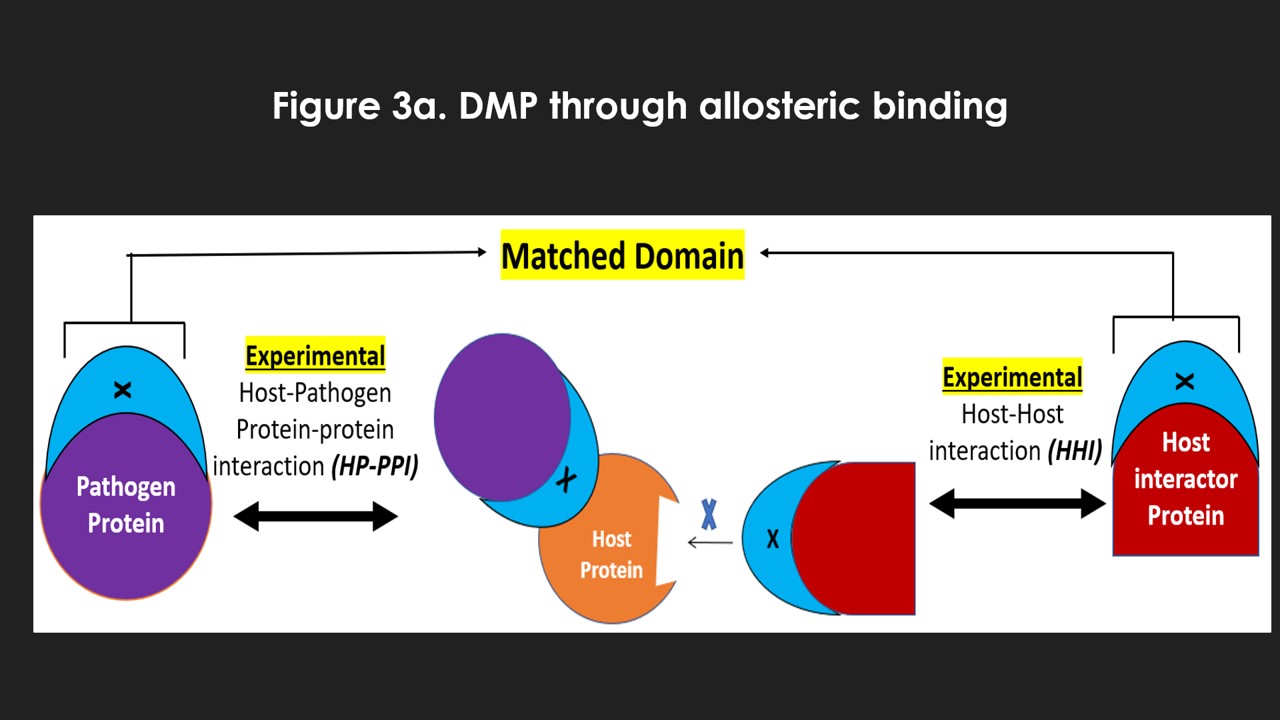 Figure 3a. DMP through allosteric binding
Matched Domain
X
Pathogen
Protein
Experimental
Host-Pathogen
Protein-protein
interaction (HP-PPI)
X
Host
Protein
X
X
Experimental
Host-Host
interaction (HHI)
X
Host
interactor
Protein